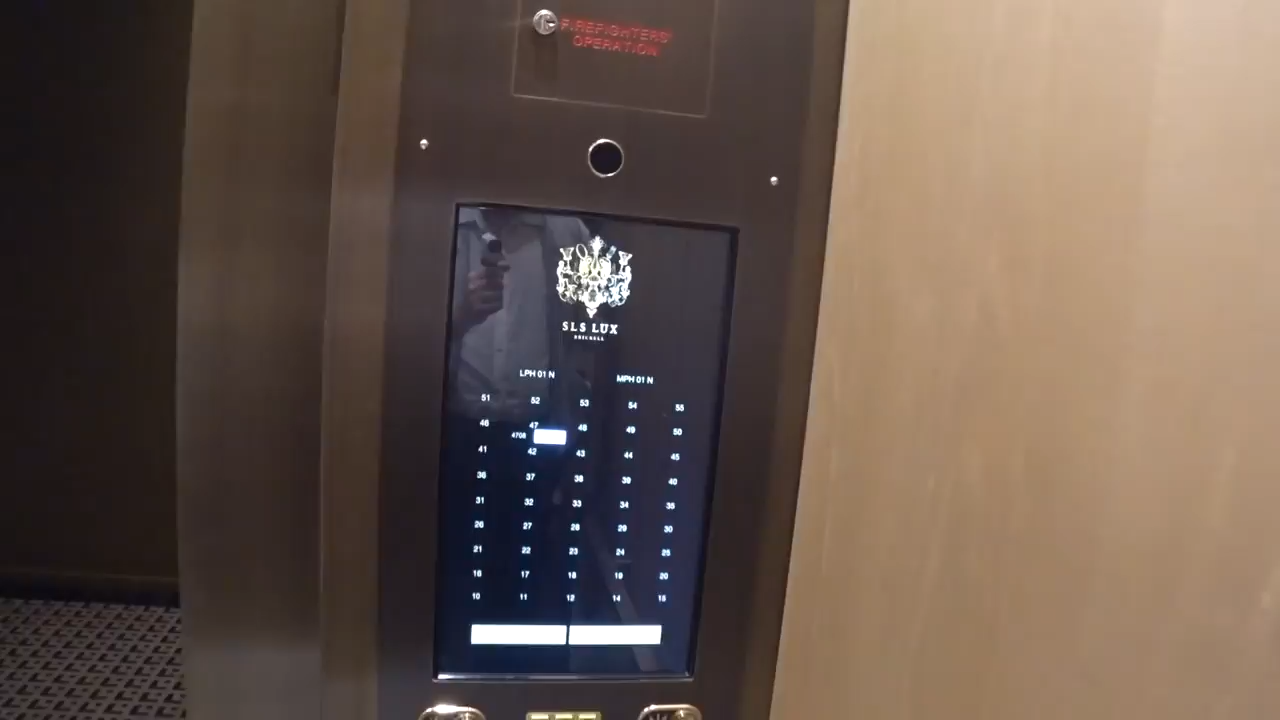 FIREFIGHTERS'
OPERATION
SLS LUX
BRICKELL
LPH 01 N MPH 01 N
51 52 53 54 55
46 47 48 49 50
4708
41 42 43 44 45
36 37 38 39 40
31 32 33 34 35
26 27 28 29 30
21 22 23 24 25
16 17 18 19 20
10 11 12 14 15